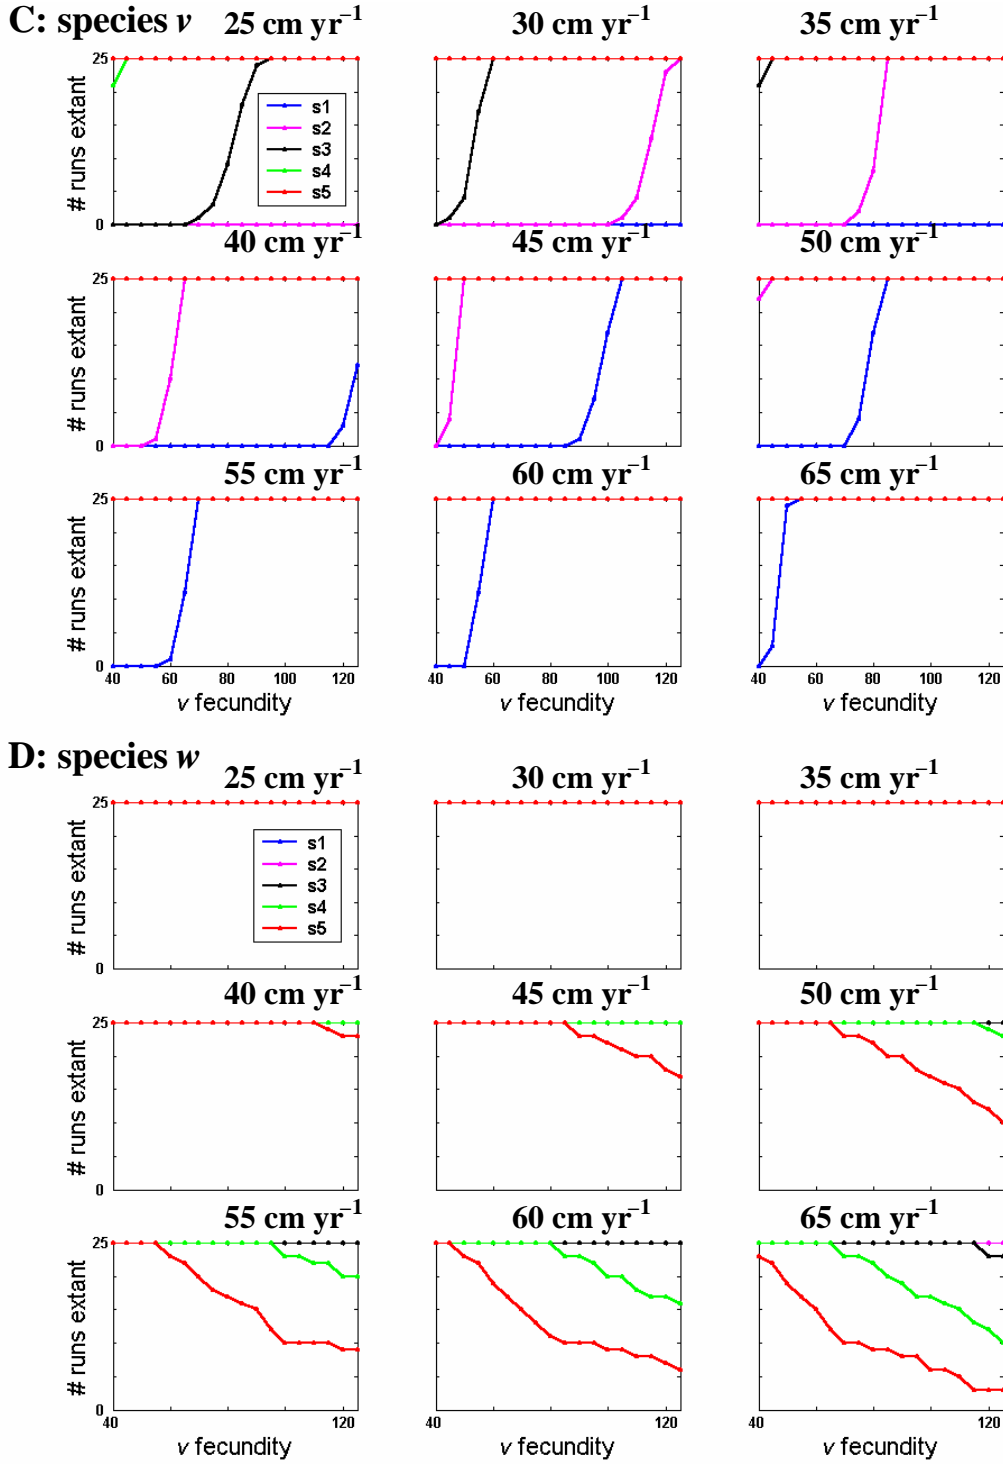 C: species v
25 cm yr⁻¹
30 cm yr⁻¹
35 cm yr⁻¹
# runs extant
25
0
s1
s2
s3
s4
s5
40 cm yr⁻¹
45 cm yr⁻¹
50 cm yr⁻¹
# runs extant
25
0
55 cm yr⁻¹
60 cm yr⁻¹
65 cm yr⁻¹
# runs extant
25
0
40 60 80 100 120
40 60 80 100 120
40 60 80 100 120
v fecundity
v fecundity
v fecundity
D: species w
25 cm yr⁻¹
30 cm yr⁻¹
35 cm yr⁻¹
# runs extant
25
0
s1
s2
s3
s4
s5
40 cm yr⁻¹
45 cm yr⁻¹
50 cm yr⁻¹
# runs extant
25
0
55 cm yr⁻¹
60 cm yr⁻¹
65 cm yr⁻¹
# runs extant
25
0
40 120
40 120
40 120
v fecundity
v fecundity
v fecundity